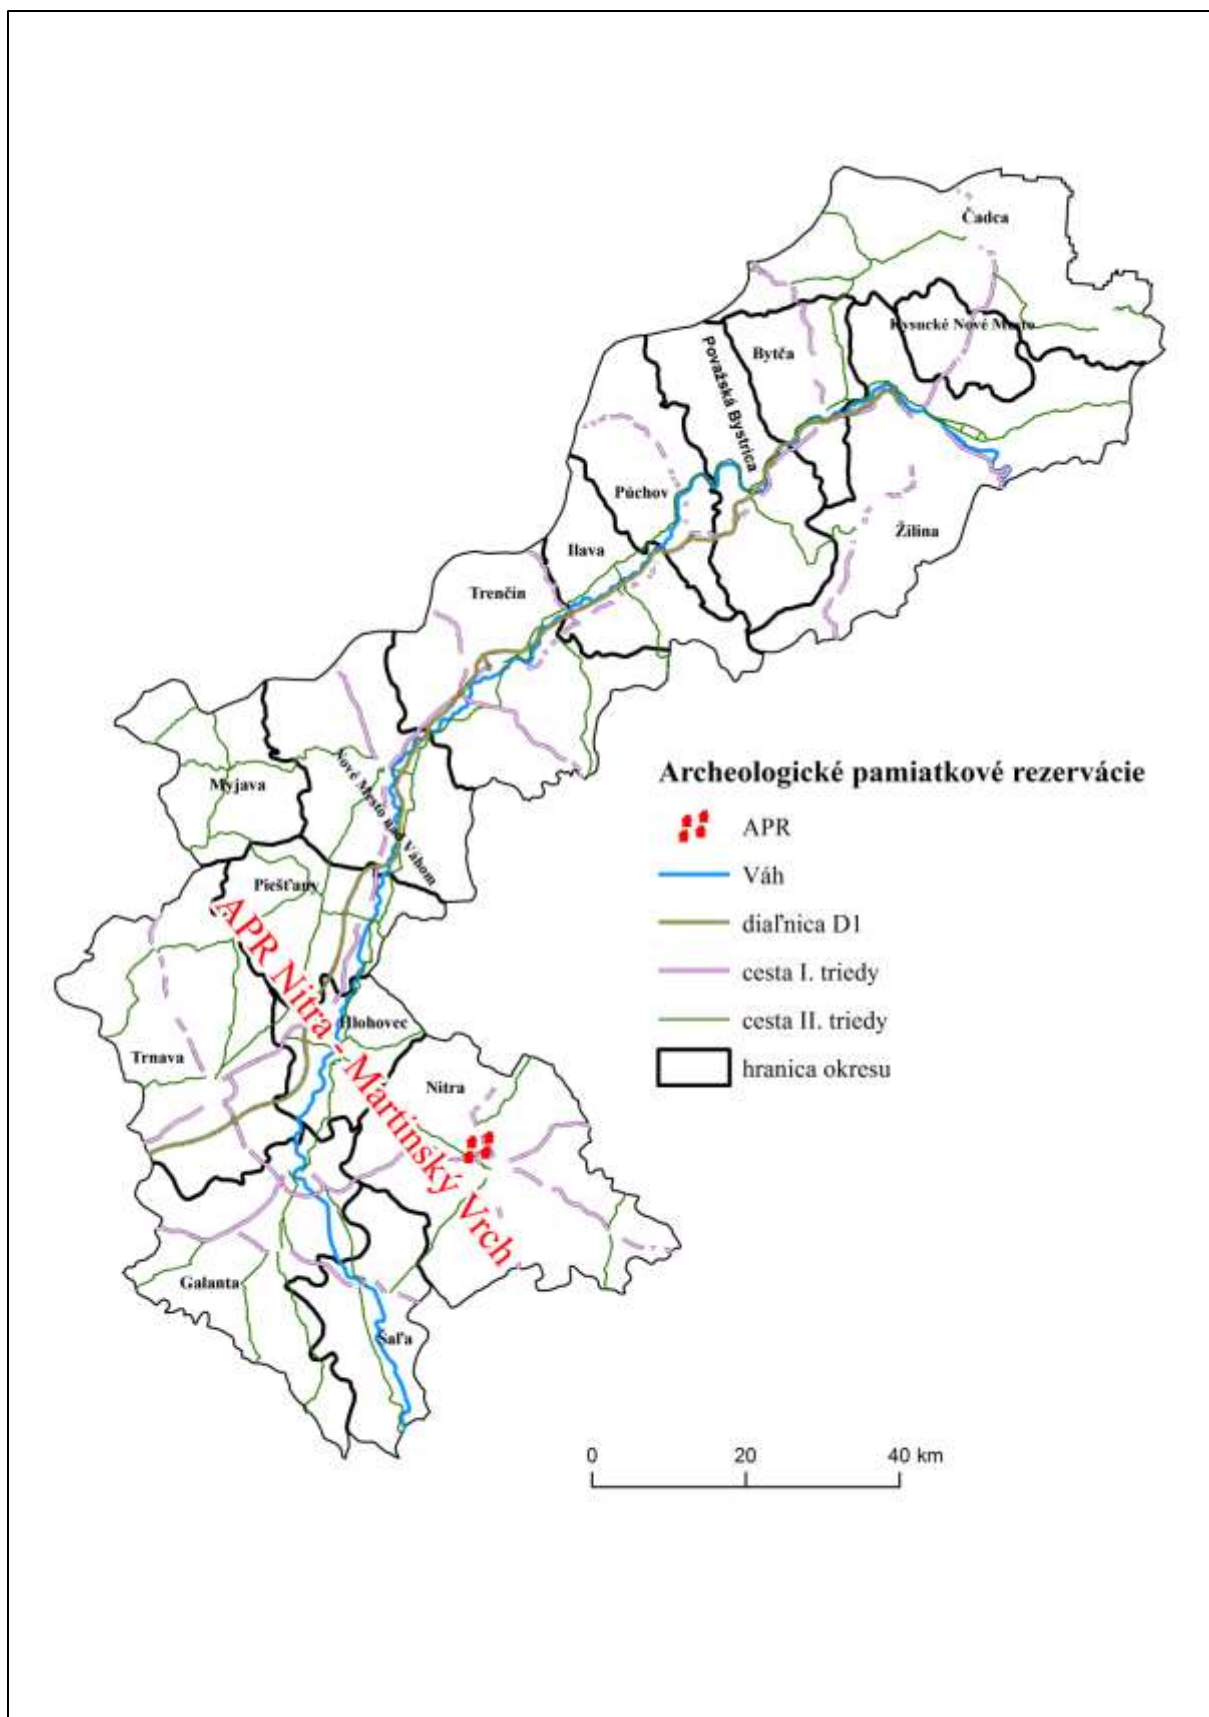 Čadca
Kysucké Nové Mesto
Bytča
Považská Bystrica
Púchov
Žilina
Ilava
Trenčín
Nové Mesto nad Váhom
Myjava
Piešťany
Archeologické pamiatkové rezervácie
APR
Váh
diaľnica D1
cesta I. triedy
cesta II. triedy
hranica okresu
APR Nitra - Martinský Vrch
Hlohovec
Trnava
Nitra
Galanta
Šaľa
0 20 40 km